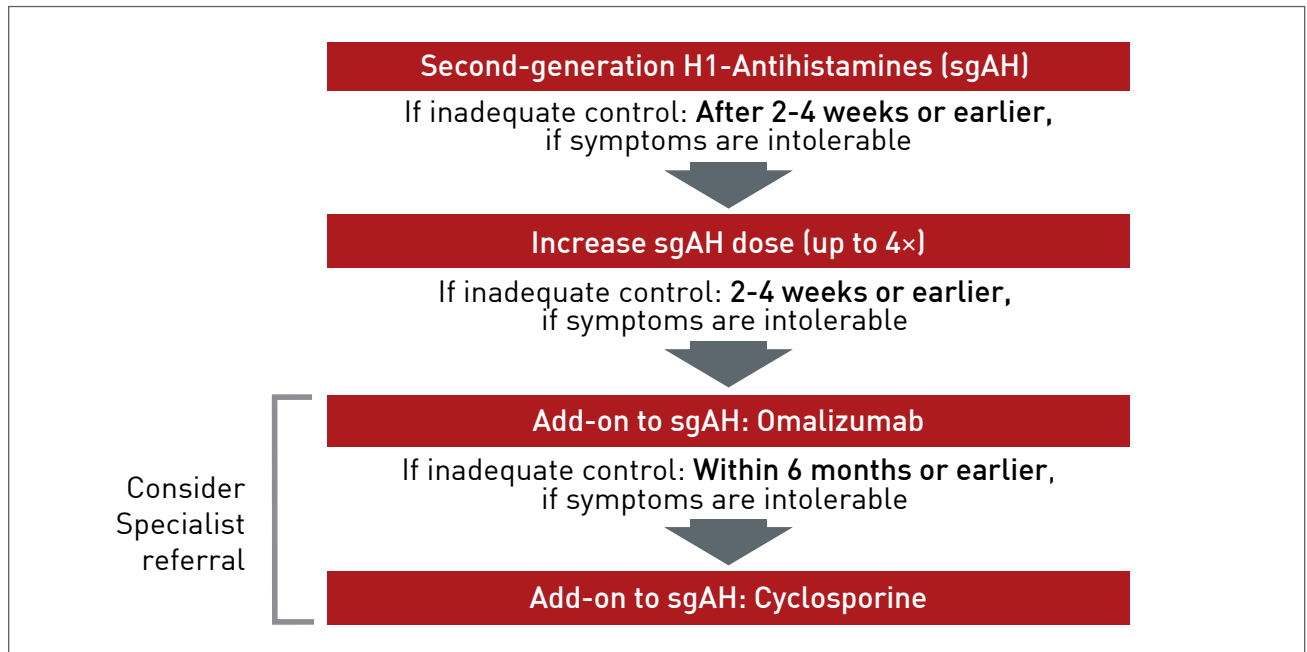 Second-generation H1-Antihistamines (sgAH)
If inadequate control: After 2-4 weeks or earlier,
if symptoms are intolerable
Increase sgAH dose (up to 4×)
If inadequate control: 2-4 weeks or earlier,
if symptoms are intolerable
Add-on to sgAH: Omalizumab
If inadequate control: Within 6 months or earlier,
if symptoms are intolerable
Consider
Specialist
referral
Add-on to sgAH: Cyclosporine